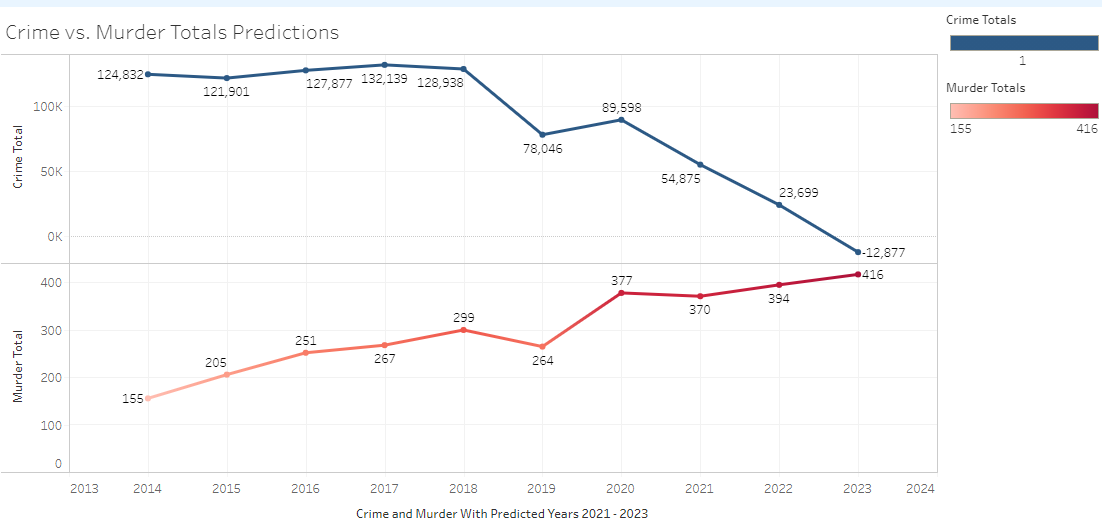 Crime vs. Murder Totals Predictions
Crime Totals
1
Murder Totals
155 416
Crime Total
100K
50K
0K
124,832
121,901
127,877
132,139
128,938
78,046
89,598
54,875
23,699
-12,877
Murder Total
400
300
200
100
0
155
205
251
267
299
264
377
370
394
416
2013 2014 2015 2016 2017 2018 2019 2020 2021 2022 2023 2024
Crime and Murder With Predicted Years 2021 - 2023